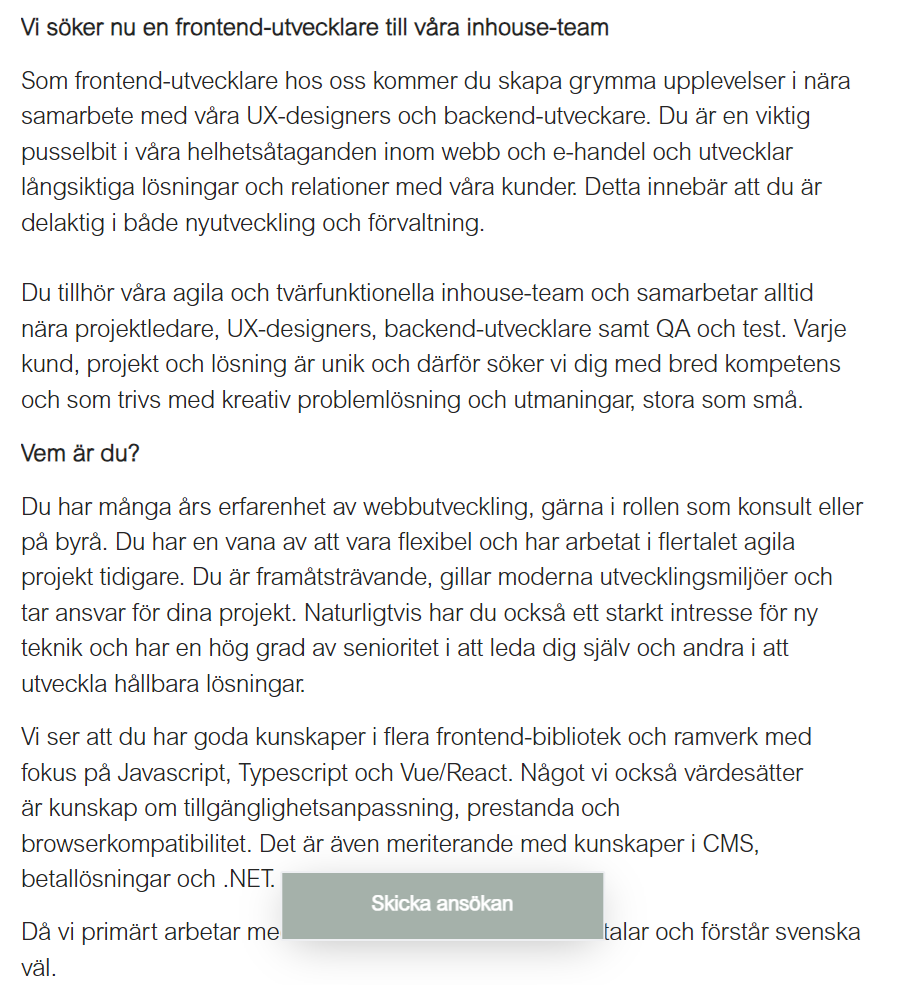 Vi söker nu en frontend-utvecklare till våra inhouse-team
Som frontend-utvecklare hos oss kommer du skapa grymma upplevelser i nära
samarbete med våra UX-designers och backend-utveckare. Du är en viktig
pusselbit i våra helhetsåtaganden inom webb och e-handel och utvecklar
långsiktiga lösningar och relationer med våra kunder. Detta innebär att du är
delaktig i både nyutveckling och förvaltning.
Du tillhör våra agila och tvärfunktionella inhouse-team och samarbetar alltid
nära projektledare, UX-designers, backend-utvecklare samt QA och test. Varje
kund, projekt och lösning är unik och därför söker vi dig med bred kompetens
och som trivs med kreativ problemlösning och utmaningar, stora som små.
Vem är du?
Du har många års erfarenhet av webbutveckling, gärna i rollen som konsult eller
på byrå. Du har en vana av att vara flexibel och har arbetat i flertalet agila
projekt tidigare. Du är framåtsträvande, gillar moderna utvecklingsmiljöer och
tar ansvar för dina projekt. Naturligtvis har du också ett starkt intresse för ny
teknik och har en hög grad av senioritet i att leda dig själv och andra i att
utveckla hållbara lösningar.
Vi ser att du har goda kunskaper i flera frontend-bibliotek och ramverk med
fokus på Javascript, Typescript och Vue/React. Något vi också värdesätter
är kunskap om tillgänglighetsanpassning, prestanda och
browserkompatibilitet. Det är även meriterande med kunskaper i CMS,
betallösningar och .NET.
Skicka ansökan
Då vi primärt arbetar me talar och förstår svenska
väl.